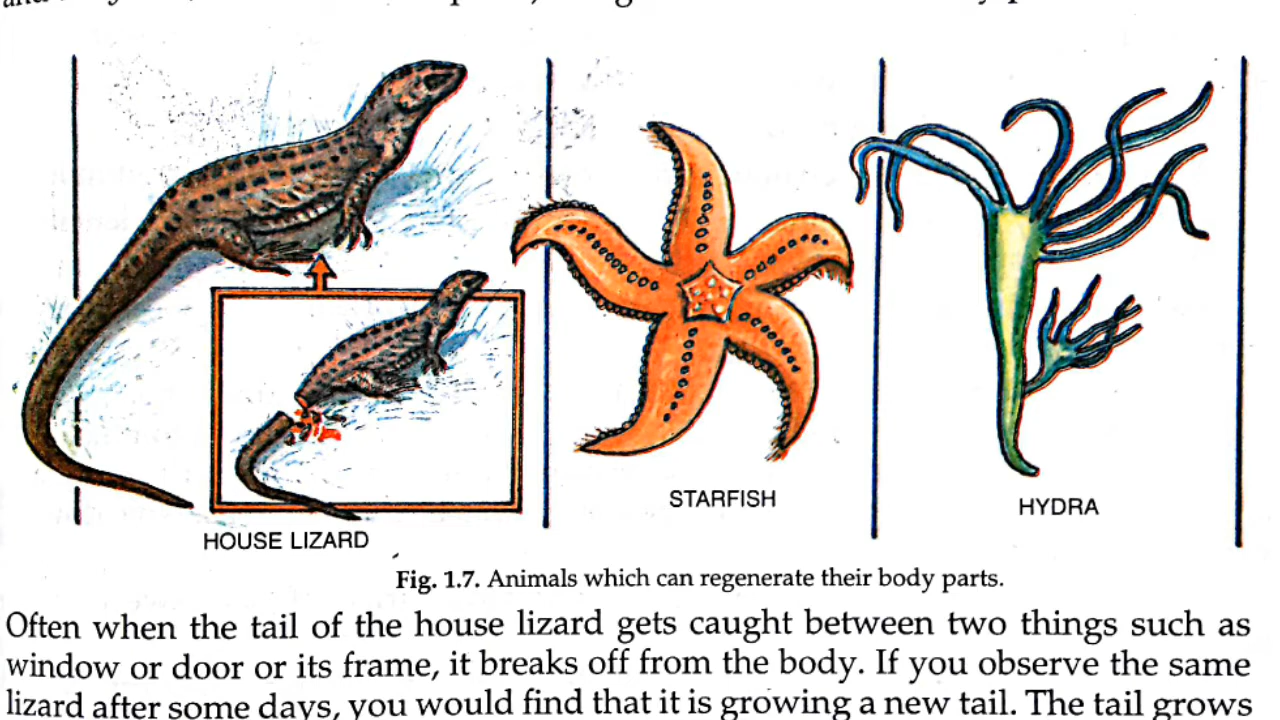 HOUSE LIZARD
STARFISH
HYDRA
Fig. 1.7. Animals which can regenerate their body parts.
Often when the tail of the house lizard gets caught between two things such as
window or door or its frame, it breaks off from the body. If you observe the same
lizard after some days, you would find that it is growing a new tail. The tail grows